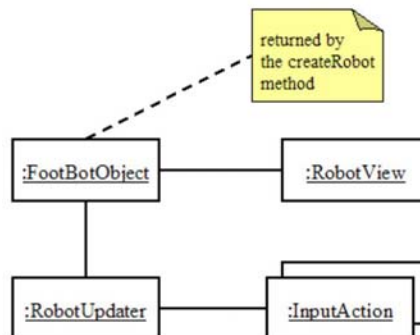 returned by
the createRobot
method
:FootBotObject
:RobotView
:RobotUpdater
:InputAction